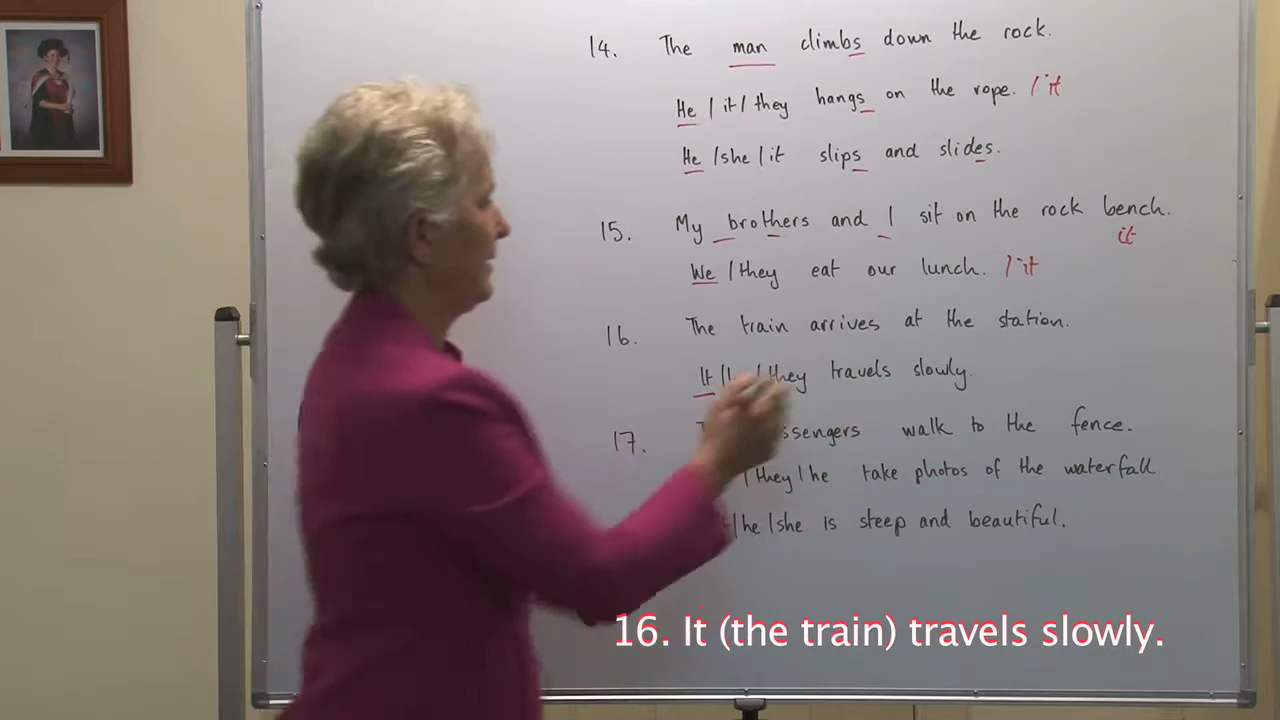 14. The man climbs down the rock.
He / it / they hangs on the rope. / it
He / she / it slips and slides.
15. My brothers and I sit on the rock bench.
it
We / they eat our lunch. / it
16. The train arrives at the station.
It / / they travels slowly.
17. walk to the fence.
/ they / he take photos of the waterfall
/ he / she is steep and beautiful.
16. It (the train) travels slowly.